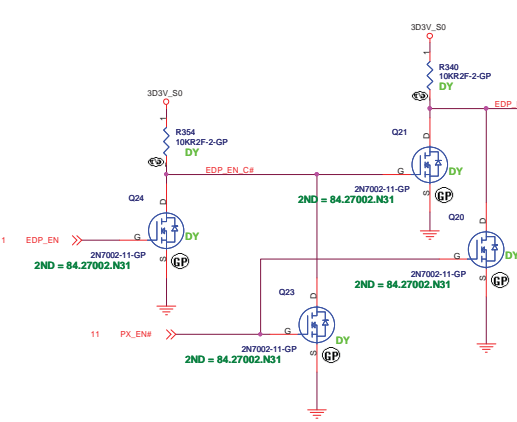 3D3V_S0
1
R340
10KR2F-2-GP
DY
EDP_
3D3V_S0
1
R354
10KR2F-2-GP
DY
Q21
D
G
S
DY
GP
2N7002-11-GP
2ND = 84.27002.N31
EDP_EN_C#
Q24
D
G
S
DY
GP
2N7002-11-GP
2ND = 84.27002.N31
1 EDP_EN
Q20
D
G
S
DY
GP
2N7002-11-GP
2ND = 84.27002.N31
Q23
D
G
S
DY
GP
2N7002-11-GP
2ND = 84.27002.N31
11 PX_EN#